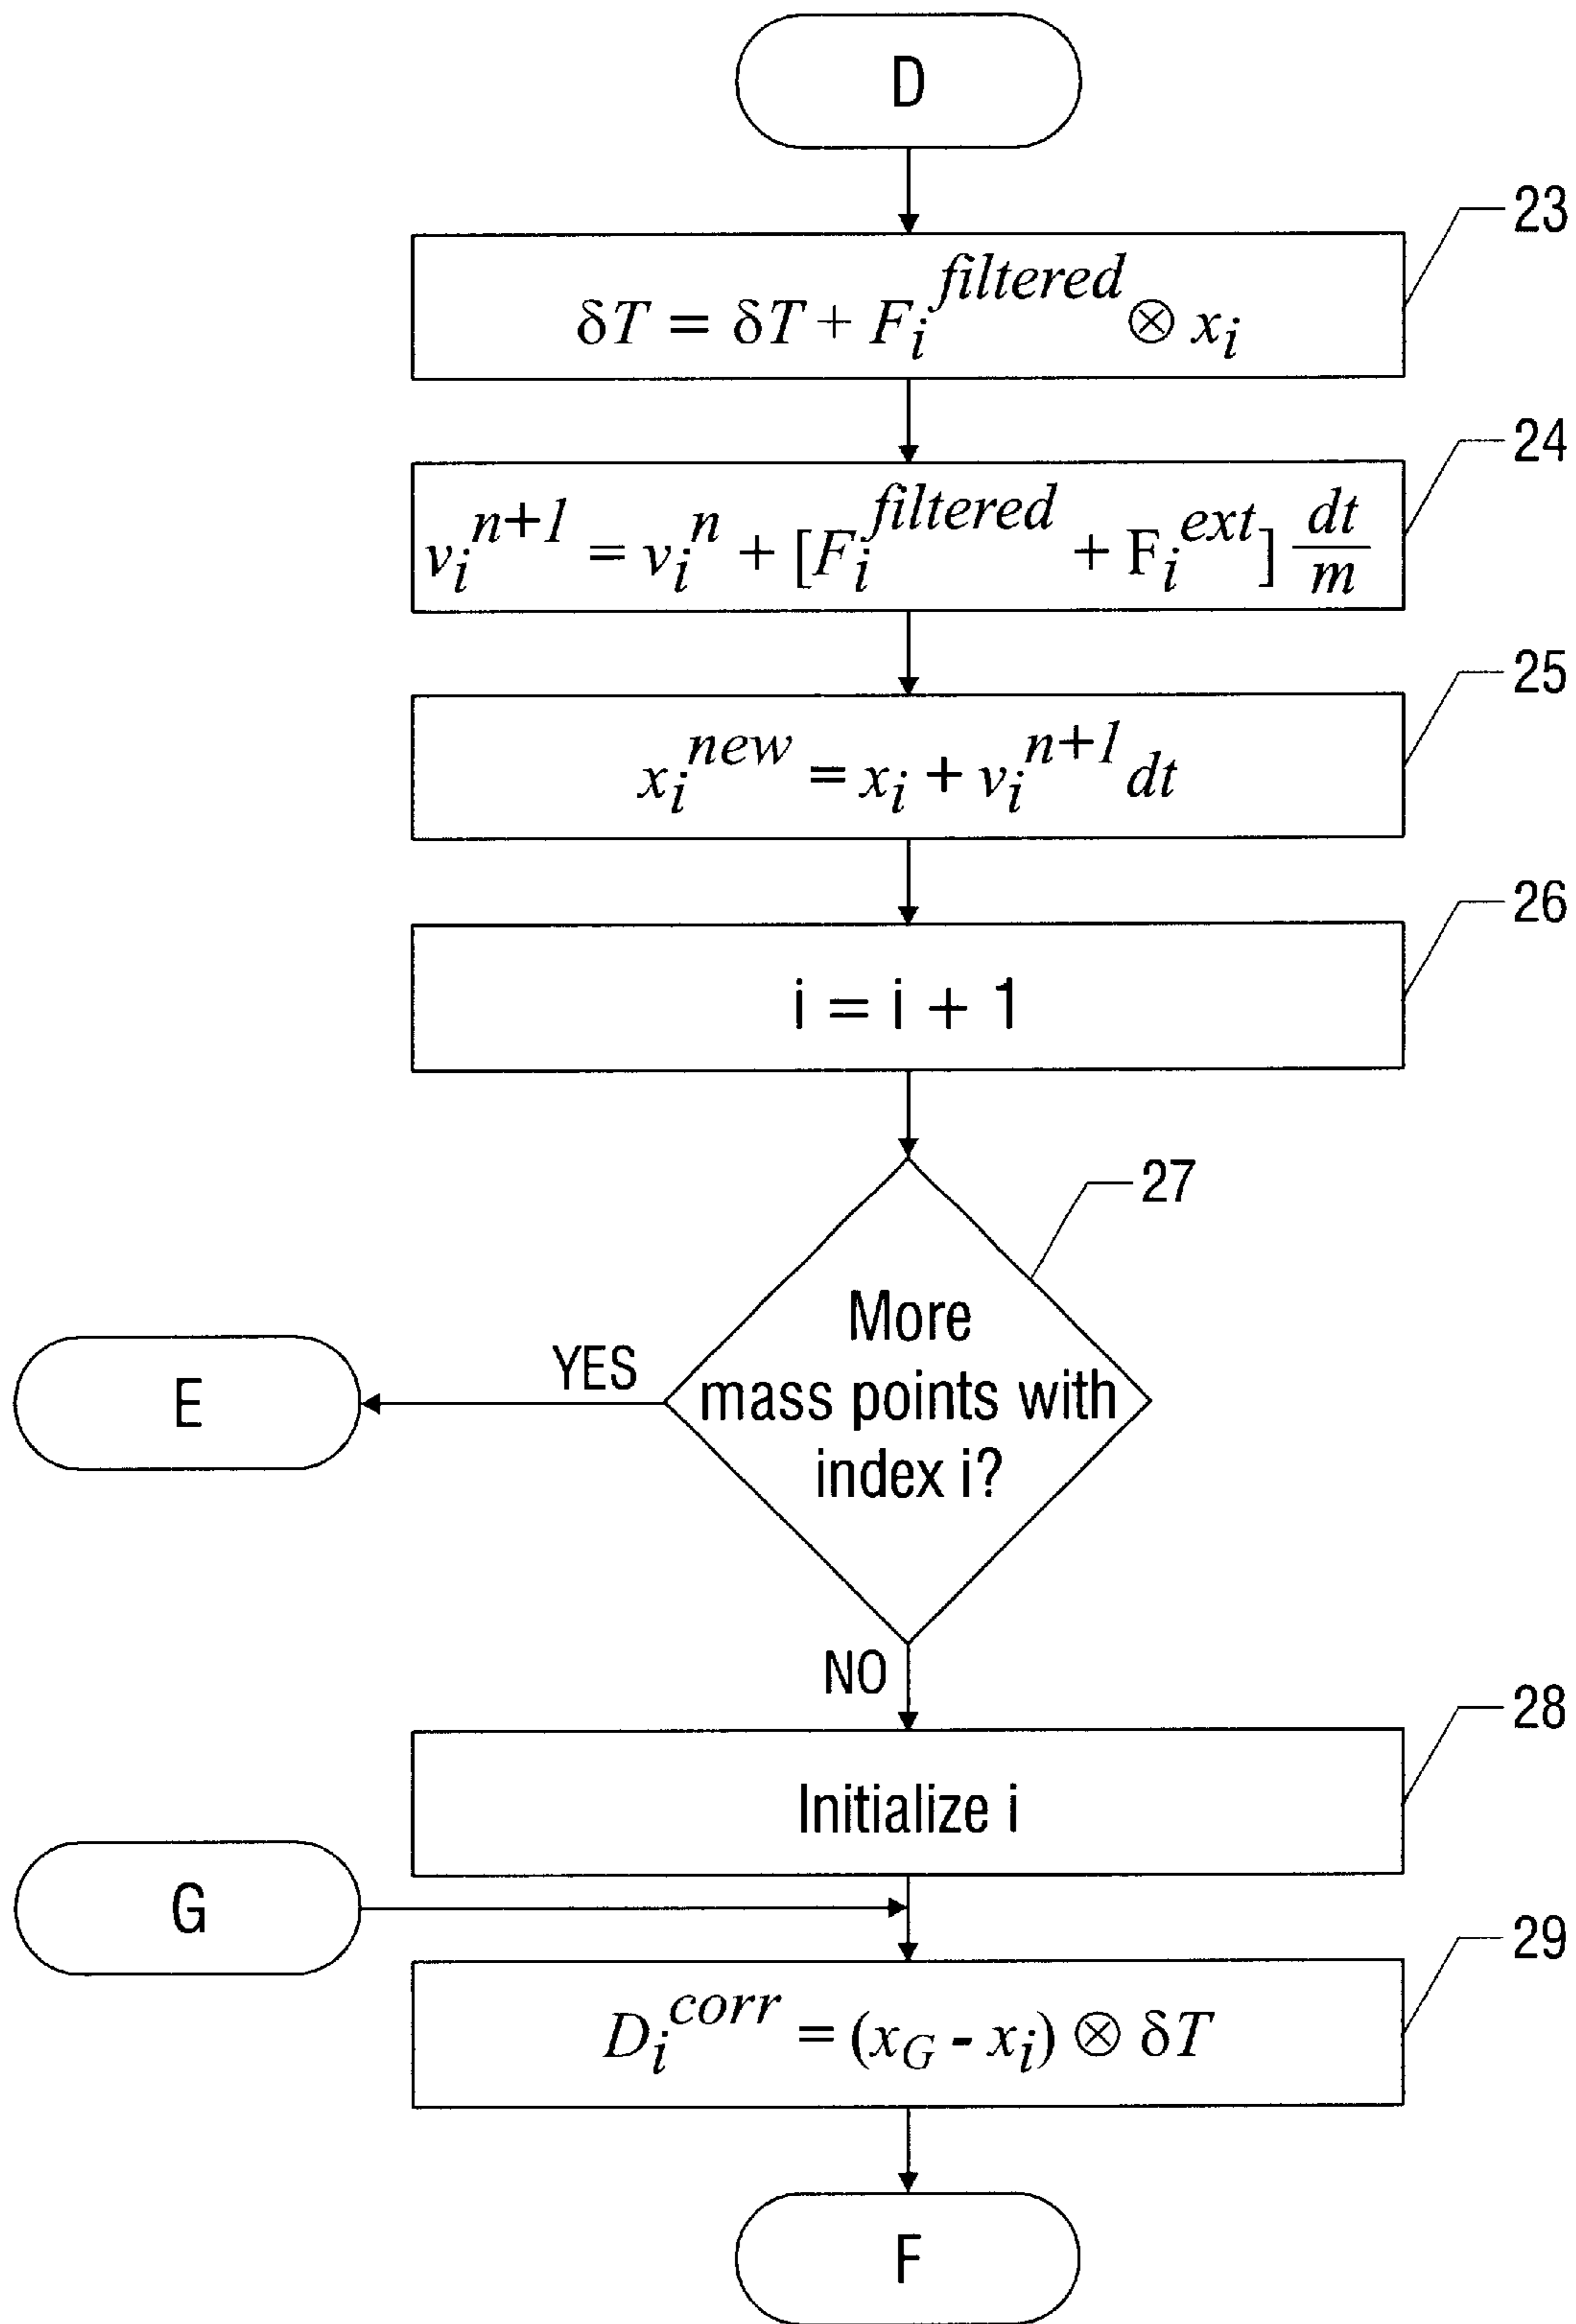 D
23
δT = δT + F_i^filtered ⊗ x_i
24
v_i^n+1 = v_i^n + [F_i^filtered + F_i^ext] dt/m
25
x_i^new = x_i + v_i^n+1 dt
26
i = i + 1
27
More
mass points with
index i?
YES
E
NO
28
Initialize i
G
29
D_i^corr = (x_G - x_i) ⊗ δT
F